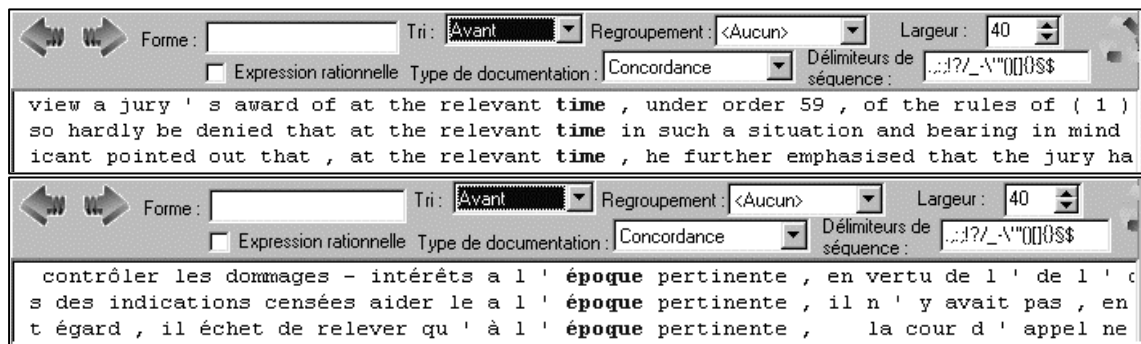 Forme : Tri : Avant Regroupement : <Aucun> Largeur : 40
Expression rationnelle Type de documentation : Concordance Délimiteurs de séquence :
view a jury ' s award of at the relevant time , under order 59 , of the rules of ( 1 )
so hardly be denied that at the relevant time in such a situation and bearing in mind
icant pointed out that , at the relevant time , he further emphasised that the jury ha
Forme : Tri : Avant Regroupement : <Aucun> Largeur : 40
Expression rationnelle Type de documentation : Concordance Délimiteurs de séquence :
contrôler les dommages – intérêts a l ' époque pertinente , en vertu de l ' de l '
s des indications censées aider le a l ' époque pertinente , il n ' y avait pas , en
t égard , il échet de relever qu ' à l ' époque pertinente , la cour d ' appel ne